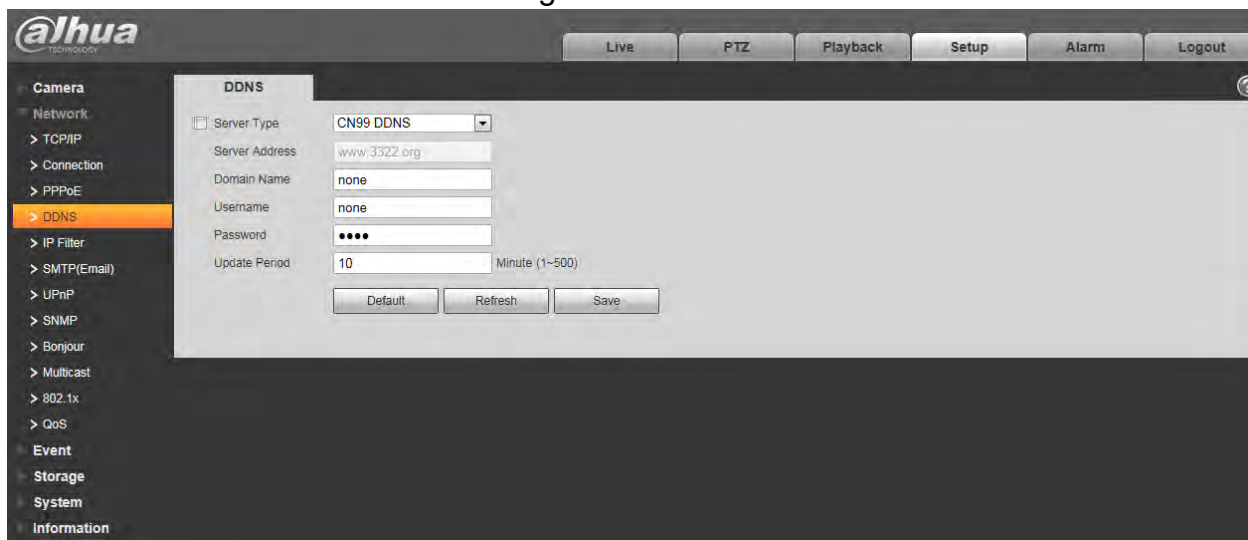 alhua
TECHNOLOGY
Live PTZ Playback Setup Alarm Logout
Camera
Network
> TCP/IP
> Connection
> PPPoE
> DDNS
> IP Filter
> SMTP(Email)
> UPnP
> SNMP
> Bonjour
> Multicast
> 802.1x
> QoS
Event
Storage
System
Information
DDNS
Server Type CN99 DDNS
Server Address www.3322.org
Domain Name none
Username none
Password ••••
Update Period 10 Minute (1~500)
Default Refresh Save